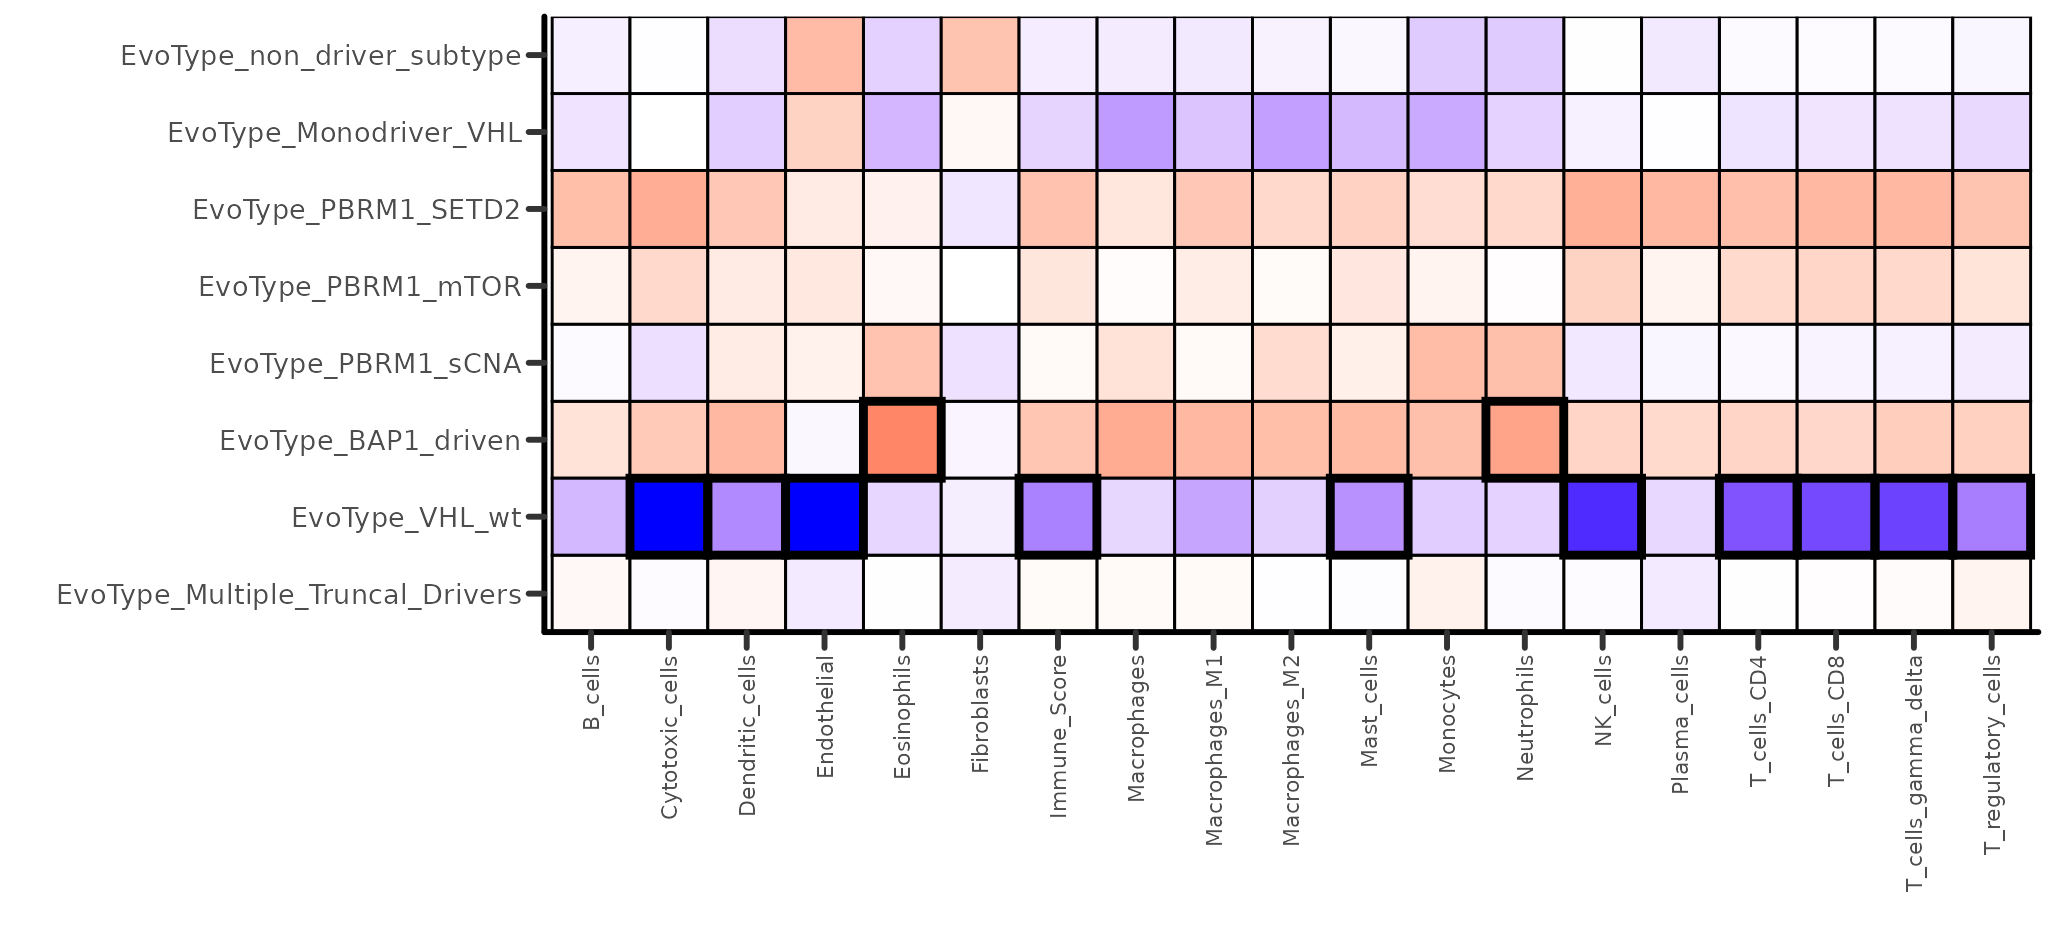 EvoType_non_driver_subtype
EvoType_Monodriver_VHL
EvoType_PBRM1_SETD2
EvoType_PBRM1_mTOR
EvoType_PBRM1_sCNA
EvoType_BAP1_driven
EvoType_VHL_wt
EvoType_Multiple_Truncal_Drivers
B_cells
Cytotoxic_cells
Dendritic_cells
Endothelial
Eosinophils
Fibroblasts
Immune_Score
Macrophages
Macrophages_M1
Macrophages_M2
Mast_cells
Monocytes
Neutrophils
NK_cells
Plasma_cells
T_cells_CD4
T_cells_CD8
T_cells_gamma_delta
T_regulatory_cells